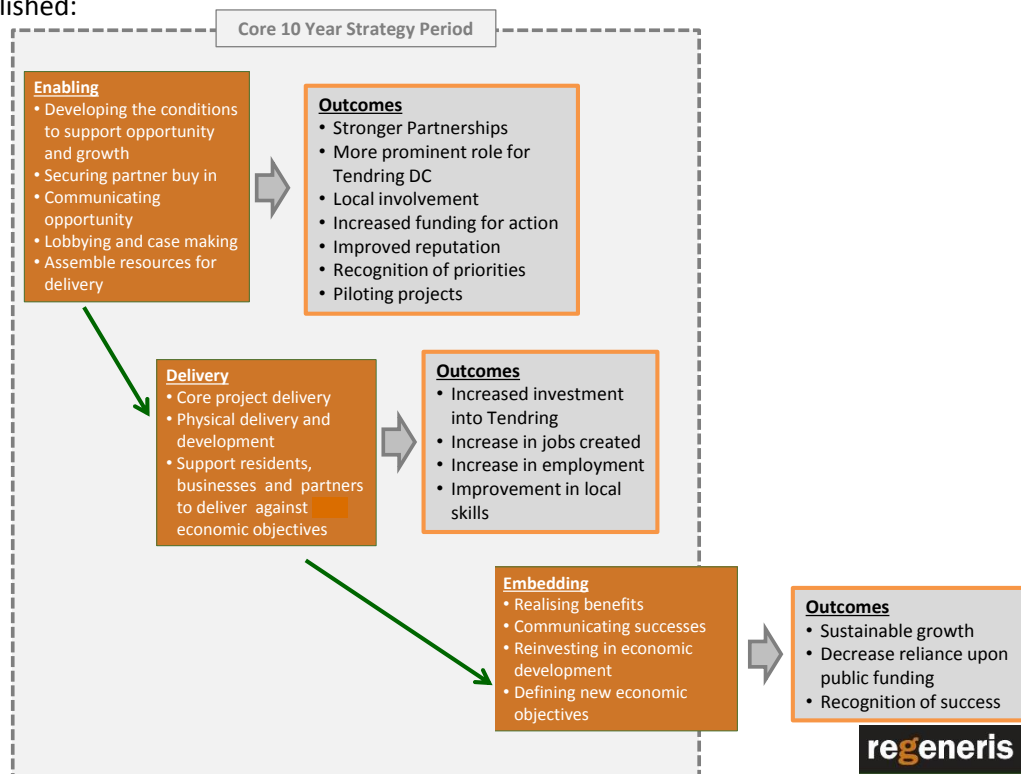 lished:
Core 10 Year Strategy Period
Enabling
• Developing the conditions
to support opportunity
and growth
• Securing partner buy in
• Communicating
opportunity
• Lobbying and case making
• Assemble resources for
delivery
Outcomes
• Stronger Partnerships
• More prominent role for
Tendring DC
• Local involvement
• Increased funding for action
• Improved reputation
• Recognition of priorities
• Piloting projects
Delivery
• Core project delivery
• Physical delivery and
development
• Support residents,
businesses and partners
to deliver against
economic objectives
Outcomes
• Increased investment
into Tendring
• Increase in jobs created
• Increase in employment
• Improvement in local
skills
Embedding
• Realising benefits
• Communicating successes
• Reinvesting in economic
development
• Defining new economic
objectives
Outcomes
• Sustainable growth
• Decrease reliance upon
public funding
• Recognition of success
regeneris